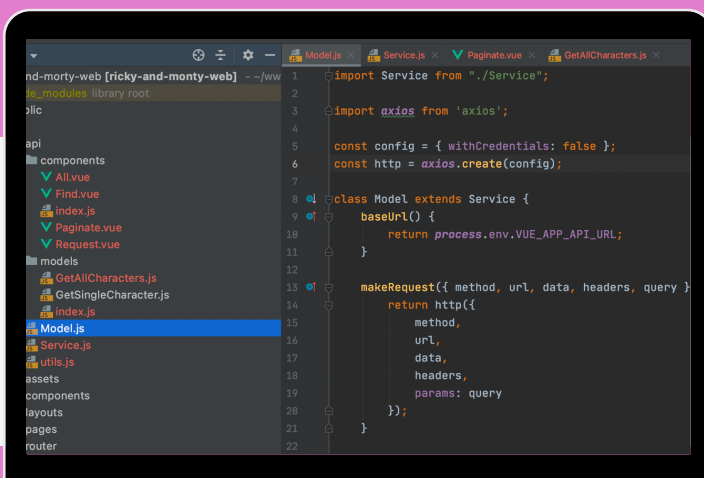 Model.js
Service.js
Paginate.vue
GetAllCharacters.js
nd-morty-web [ricky-and-monty-web] - ~/ww
de_modules library root
blic
api
components
All.vue
Find.vue
index.js
Paginate.vue
Request.vue
models
GetAllCharacters.js
GetSingleCharacter.js
index.js
Model.js
Service.js
utils.js
assets
components
layouts
pages
router
1 import Service from "./Service";
2
3 import axios from 'axios';
4
5 const config = { withCredentials: false };
6 const http = axios.create(config);
7
8 class Model extends Service {
9 baseUrl() {
10 return process.env.VUE_APP_API_URL;
11 }
12
13 makeRequest({ method, url, data, headers, query }
14 return http({
15 method,
16 url,
17 data,
18 headers,
19 params: query
20 });
21 }
22